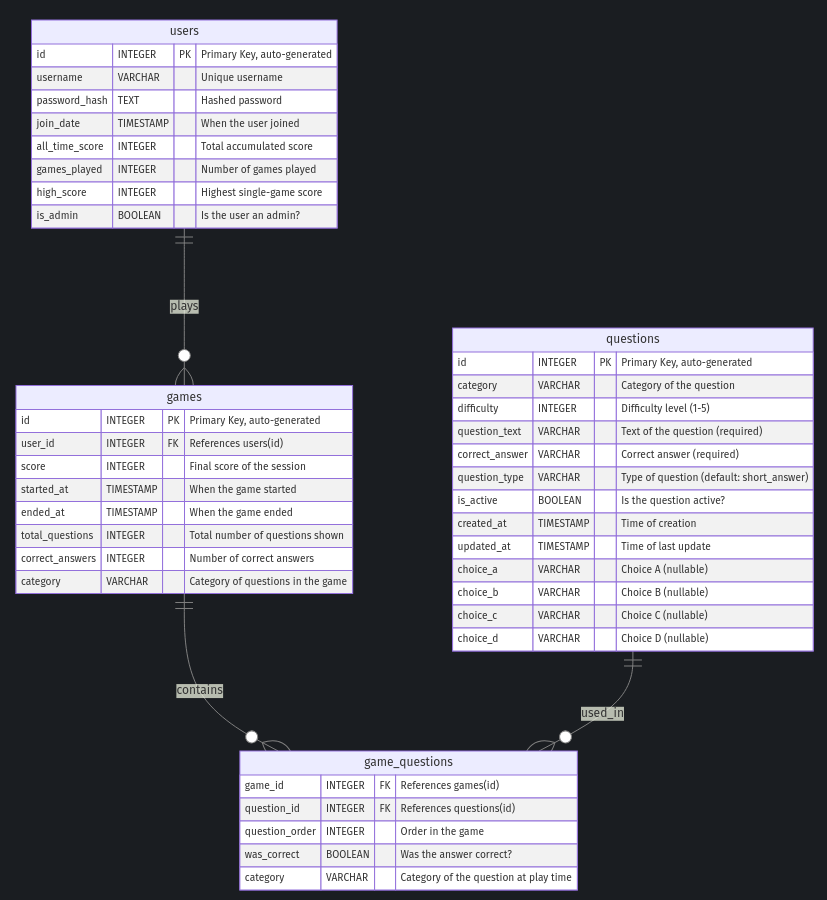 users
id INTEGER PK Primary Key, auto-generated
username VARCHAR Unique username
password_hash TEXT Hashed password
join_date TIMESTAMP When the user joined
all_time_score INTEGER Total accumulated score
games_played INTEGER Number of games played
high_score INTEGER Highest single-game score
is_admin BOOLEAN Is the user an admin?
plays
games
id INTEGER PK Primary Key, auto-generated
user_id INTEGER FK References users(id)
score INTEGER Final score of the session
started_at TIMESTAMP When the game started
ended_at TIMESTAMP When the game ended
total_questions INTEGER Total number of questions shown
correct_answers INTEGER Number of correct answers
category VARCHAR Category of questions in the game
questions
id INTEGER PK Primary Key, auto-generated
category VARCHAR Category of the question
difficulty INTEGER Difficulty level (1-5)
question_text VARCHAR Text of the question (required)
correct_answer VARCHAR Correct answer (required)
question_type VARCHAR Type of question (default: short_answer)
is_active BOOLEAN Is the question active?
created_at TIMESTAMP Time of creation
updated_at TIMESTAMP Time of last update
choice_a VARCHAR Choice A (nullable)
choice_b VARCHAR Choice B (nullable)
choice_c VARCHAR Choice C (nullable)
choice_d VARCHAR Choice D (nullable)
contains
used_in
game_questions
game_id INTEGER FK References games(id)
question_id INTEGER FK References questions(id)
question_order INTEGER Order in the game
was_correct BOOLEAN Was the answer correct?
category VARCHAR Category of the question at play time